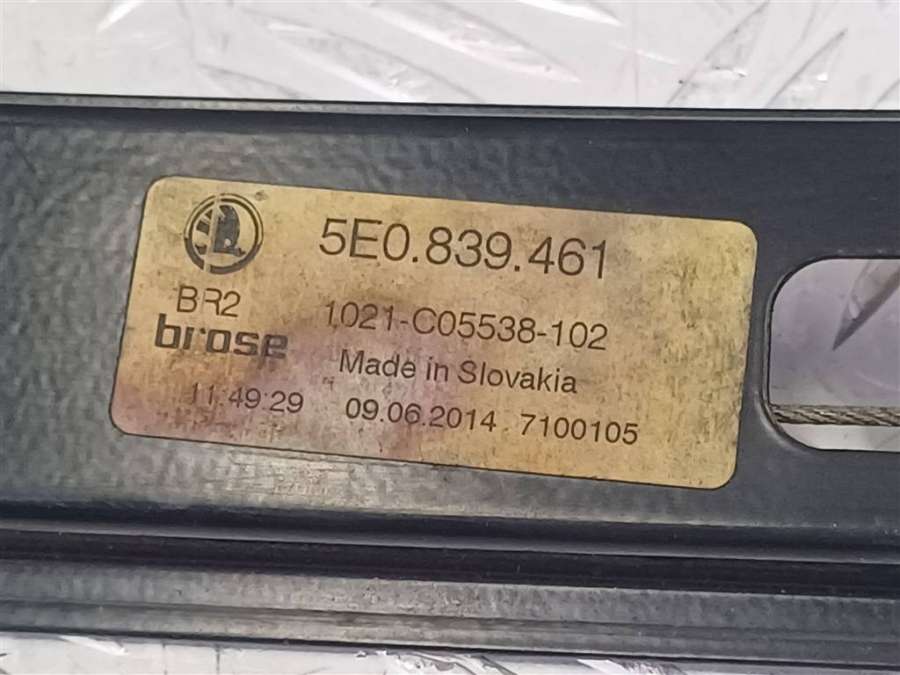 5E0.839.461
BR2
1021-C05538-102
brose
Made in Slovakia
11:49:29 09.06.2014 7100105